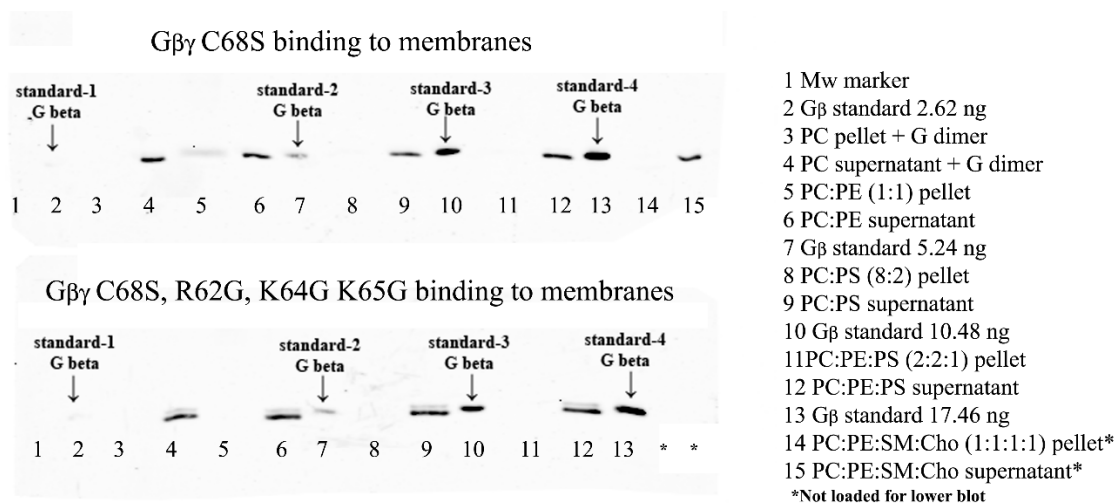 Gβγ C68S binding to membranes
standard-1
G beta
standard-2
G beta
standard-3
G beta
standard-4
G beta
1 2 3 4 5 6 7 8 9 10 11 12 13 14 15
Gβγ C68S, R62G, K64G K65G binding to membranes
standard-1
G beta
standard-2
G beta
standard-3
G beta
standard-4
G beta
1 2 3 4 5 6 7 8 9 10 11 12 13 * *
1 Mw marker
2 Gβ standard 2.62 ng
3 PC pellet + G dimer
4 PC supernatant + G dimer
5 PC:PE (1:1) pellet
6 PC:PE supernatant
7 Gβ standard 5.24 ng
8 PC:PS (8:2) pellet
9 PC:PS supernatant
10 Gβ standard 10.48 ng
11PC:PE:PS (2:2:1) pellet
12 PC:PE:PS supernatant
13 Gβ standard 17.46 ng
14 PC:PE:SM:Cho (1:1:1:1) pellet*
15 PC:PE:SM:Cho supernatant*
*Not loaded for lower blot